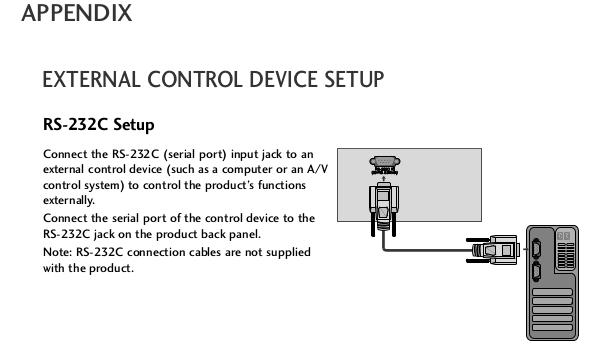 APPENDIX
EXTERNAL CONTROL DEVICE SETUP
RS-232C Setup
Connect the RS-232C (serial port) input jack to an
external control device (such as a computer or an A/V
control system) to control the product's functions
externally.
Connect the serial port of the control device to the
RS-232C jack on the product back panel.
Note: RS-232C connection cables are not supplied
with the product.